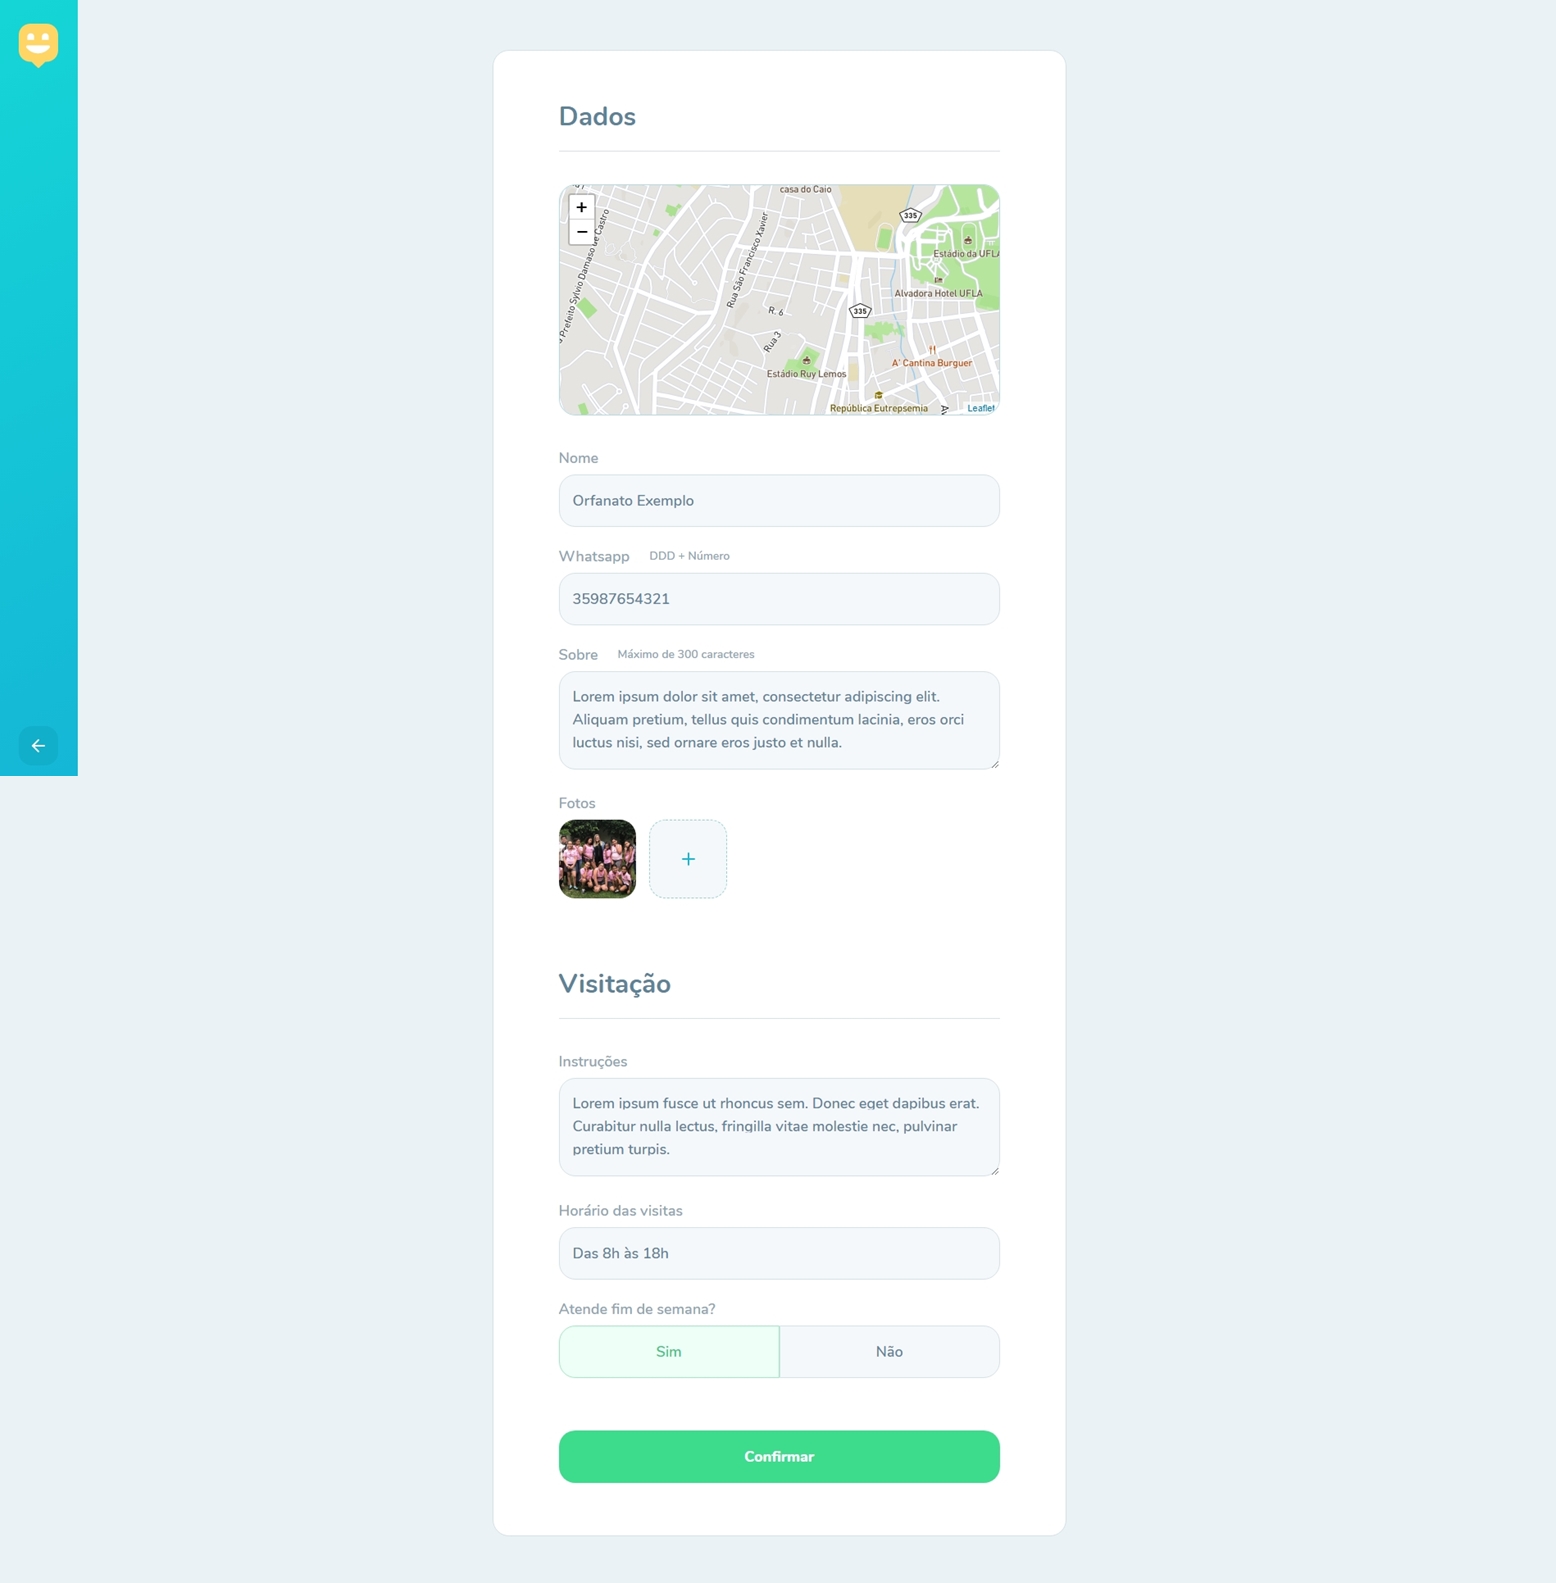 Dados
casa do Caio
+
−
335
Estádio da UFLA
Prefeito Sylvio Damaso de Castro
Rua São Francisco Xavier
Alvadora Hotel UFLA
R. 6
335
Rua 3
A' Cantina Burguer
Estádio Ruy Lemos
República Eutrepsemia
Leaflet
Nome
Orfanato Exemplo
Whatsapp DDD + Número
35987654321
Sobre Máximo de 300 caracteres
Lorem ipsum dolor sit amet, consectetur adipiscing elit.
Aliquam pretium, tellus quis condimentum lacinia, eros orci
luctus nisi, sed ornare eros justo et nulla.
Fotos
+
Visitação
Instruções
Lorem ipsum fusce ut rhoncus sem. Donec eget dapibus erat.
Curabitur nulla lectus, fringilla vitae molestie nec, pulvinar
pretium turpis.
Horário das visitas
Das 8h às 18h
Atende fim de semana?
Sim Não
Confirmar